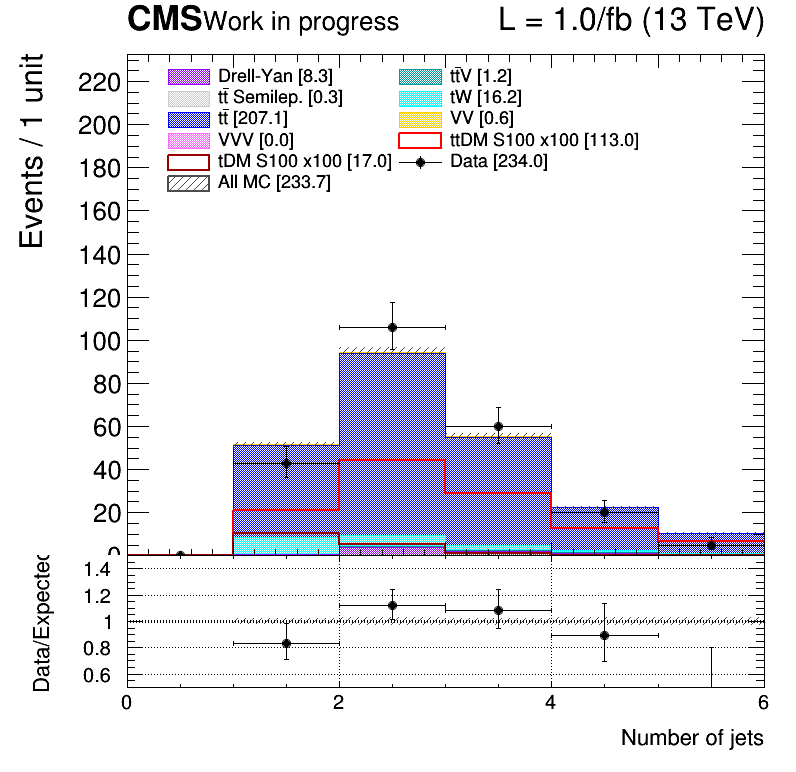 CMS Work in progress L = 1.0/fb (13 TeV)
Events / 1 unit
Drell-Yan [8.3] tt̄V [1.2]
tt̄ Semilep. [0.3] tW [16.2]
tt̄ [207.1] VV [0.6]
VVV [0.0] ttDM S100 x100 [113.0]
tDM S100 x100 [17.0] Data [234.0]
All MC [233.7]
220
200
180
160
140
120
100
80
60
40
20
0
Data/Expected
1.4
1.2
1
0.8
0.6
0 2 4 6
Number of jets